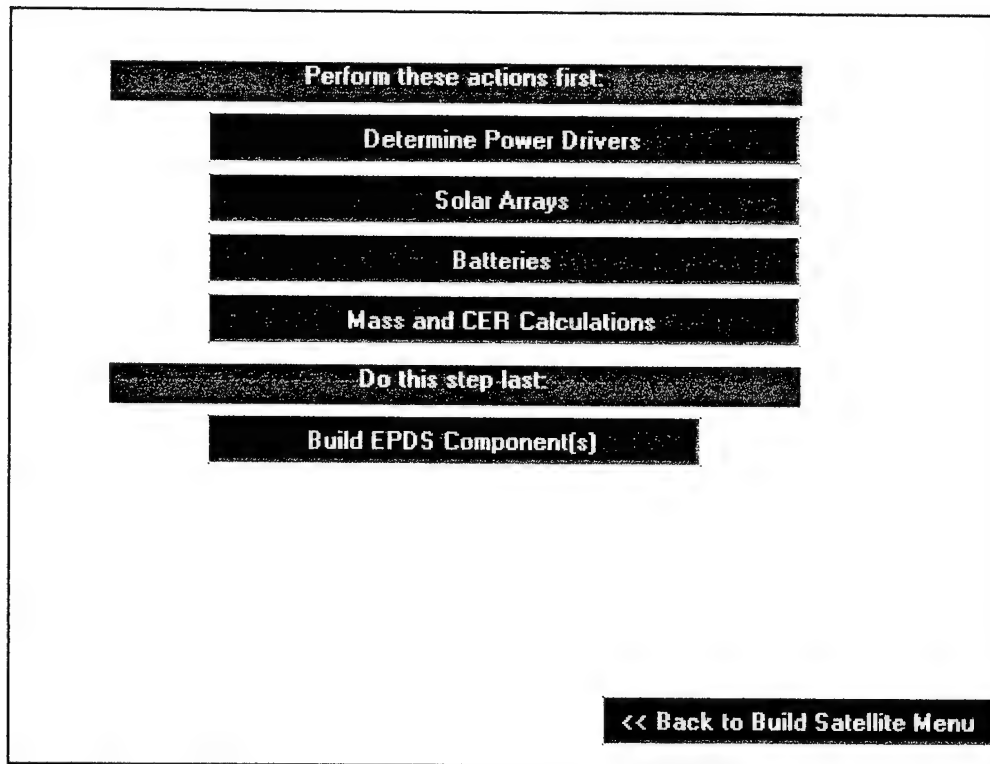 Perform these actions first:
Determine Power Drivers
Solar Arrays
Batteries
Mass and CER Calculations
Do this step last:
Build EPDS Component(s)
<< Back to Build Satellite Menu